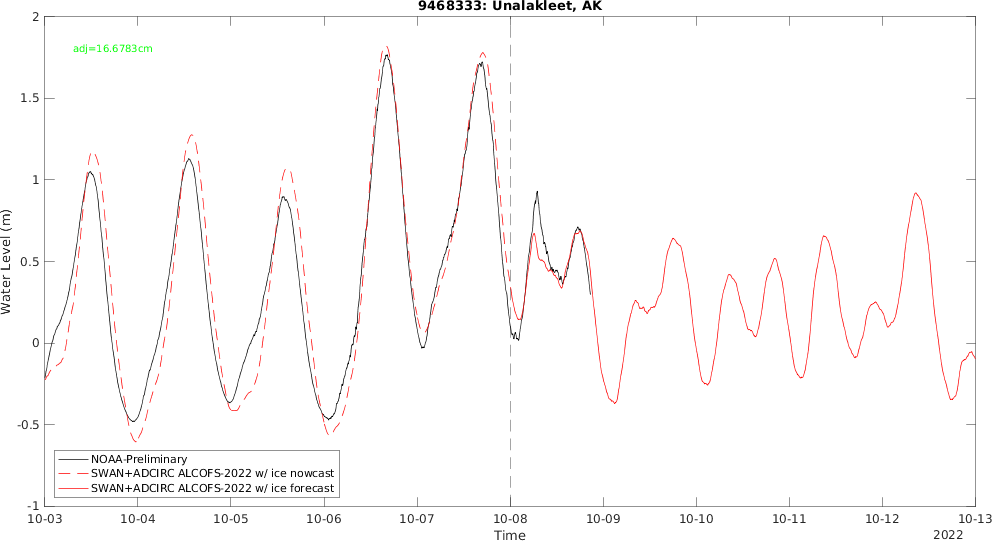 9468333: Unalakleet, AK
adj=16.6783cm
Water Level (m)
2
1.5
1
0.5
0
-0.5
-1
NOAA-Preliminary
SWAN+ADCIRC ALCOFS-2022 w/ ice nowcast
SWAN+ADCIRC ALCOFS-2022 w/ ice forecast
10-03 10-04 10-05 10-06 10-07 10-08 10-09 10-10 10-11 10-12 10-13
Time
2022